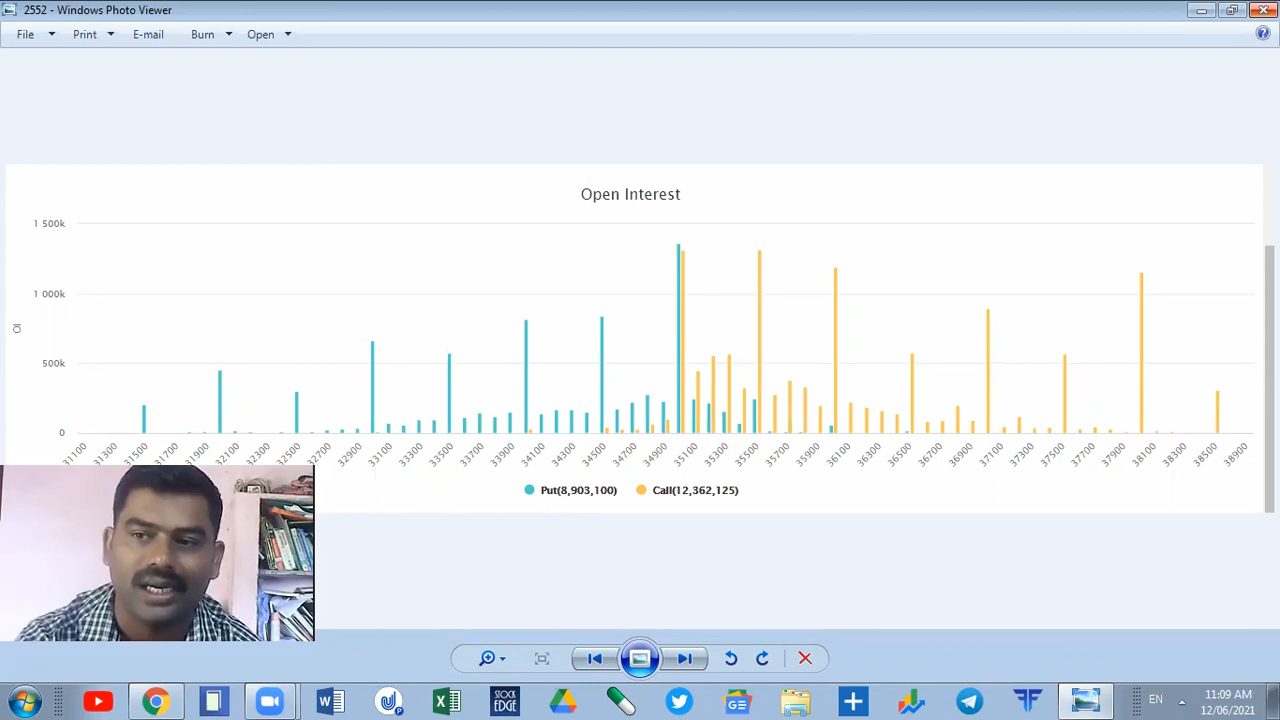 2552 - Windows Photo Viewer
File Print E-mail Burn Open
Open Interest
1 500k
1 000k
500k
0
OI
31100 31300 31500 31700 31900 32100 32300 32500 32700 32900 33100 33300 33500 33700 33900 34100 34300 34500 34700 34900 35100 35300 35500 35700 35900 36100 36300 36500 36700 36900 37100 37300 37500 37700 37900 38100 38300 38500 38900
Put(8,903,100) Call(12,362,125)
STOCK EDGE
EN
11:09 AM
12/06/2021